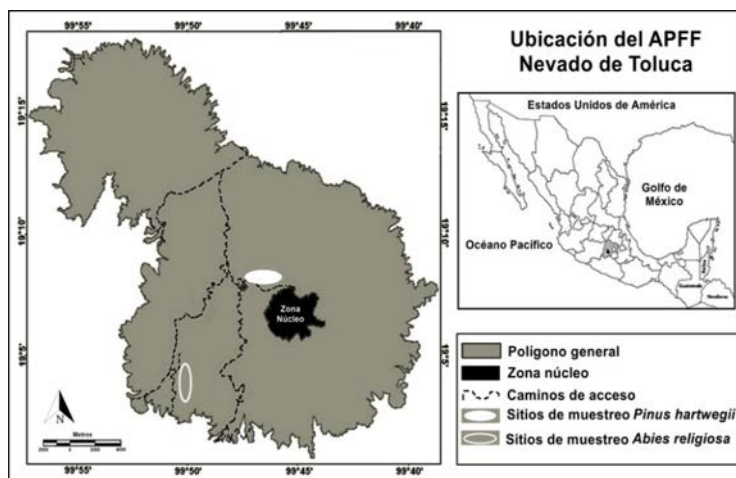 Ubicación del APFF
Nevado de Toluca
99°55' 99°50' 99°45' 99°40'
19°15' 19°15'
19°10' 19°10'
19°5' 19°5'
Zona
Núcleo
Metros
99°55' 99°50' 99°45' 99°40'
Estados Unidos de América
Golfo de
México
Océano Pacífico
Guatemala
Honduras
Polígono general
Zona núcleo
Caminos de acceso
Sitios de muestreo Pinus hartwegii
Sitios de muestreo Abies religiosa